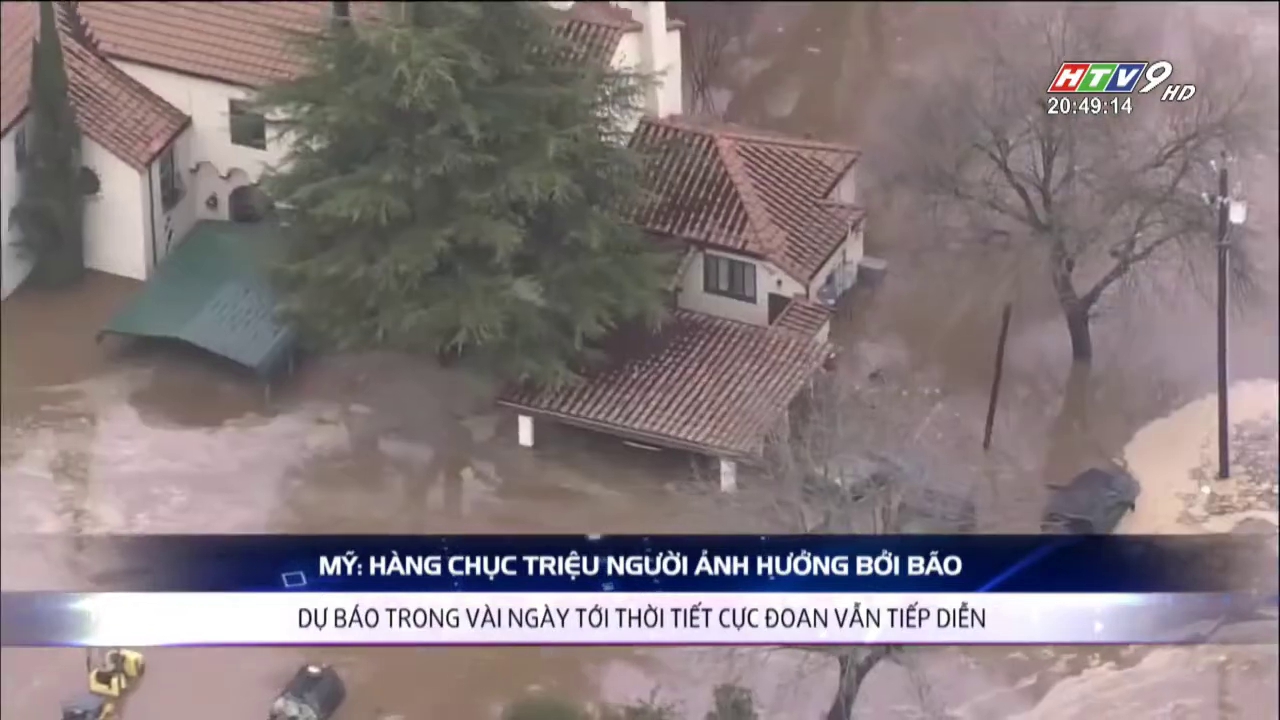 HTV9 HD
20:49:14
MỸ: HÀNG CHỤC TRIỆU NGƯỜI ẢNH HƯỞNG BỞI BÃO
DỰ BÁO TRONG VÀI NGÀY TỚI THỜI TIẾT CỰC ĐOAN VẪN TIẾP DIỄN